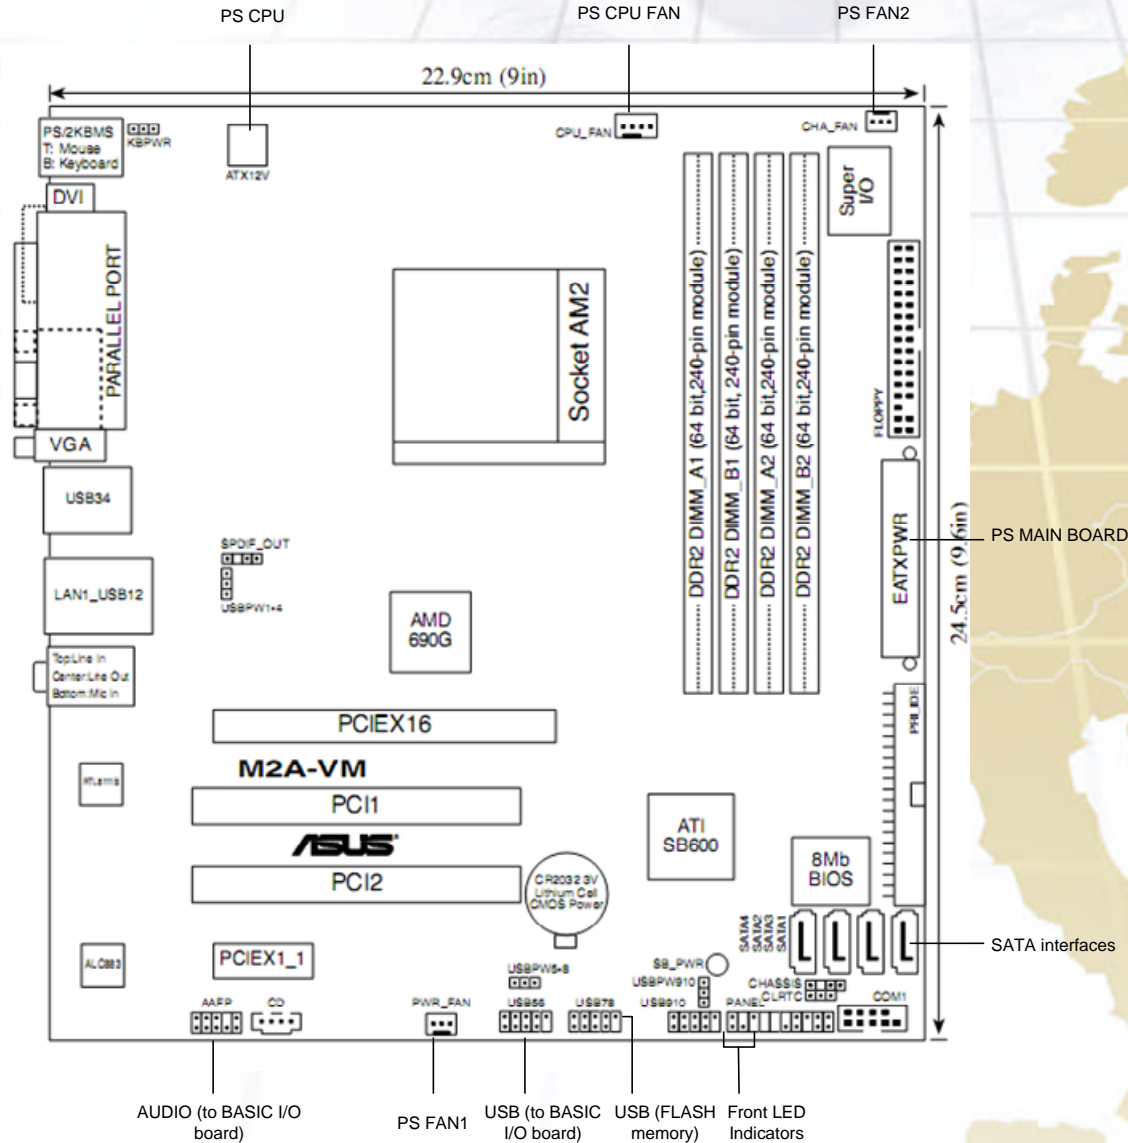 PS CPU
PS CPU FAN
PS FAN2
22.9cm (9in)
PS/2KBMS
T: Mouse
B: Keyboard
KBPWR
ATX12V
CPU_FAN
CHA_FAN
Super
I/O
DVI
PARALLEL PORT
VGA
Socket AM2
DDR2 DIMM_A1 (64 bit,240-pin module)
DDR2 DIMM_B1 (64 bit, 240-pin module)
DDR2 DIMM_A2 (64 bit,240-pin module)
DDR2 DIMM_B2 (64 bit,240-pin module)
FLOPPY
USB34
24.5cm (9.6in)
EATXPWR
PS MAIN BOARD
SPDIF_OUT
USBPW1-4
LAN1_USB12
AMD
690G
Top:Line In
Center:Line Out
Bottom:Mic In
PRI_IDE
PCIEX16
M2A-VM
PCI1
ASUS
PCI2
ATI
SB600
8Mb
BIOS
CR2032 3V
Lithium Cell
CMOS Power
SATA4
SATA2
SATA3
SATA1
SATA interfaces
ALC883
PCIEX1_1
USBPW5-8
SB_PWR
USBPW910
CHASSIS
CLRTC
COM1
AAFP
CD
PWR_FAN
USB56
USB78
USB910
PANEL
AUDIO (to BASIC I/O
board)
PS FAN1
USB (to BASIC
I/O board)
USB (FLASH
memory)
Front LED
Indicators